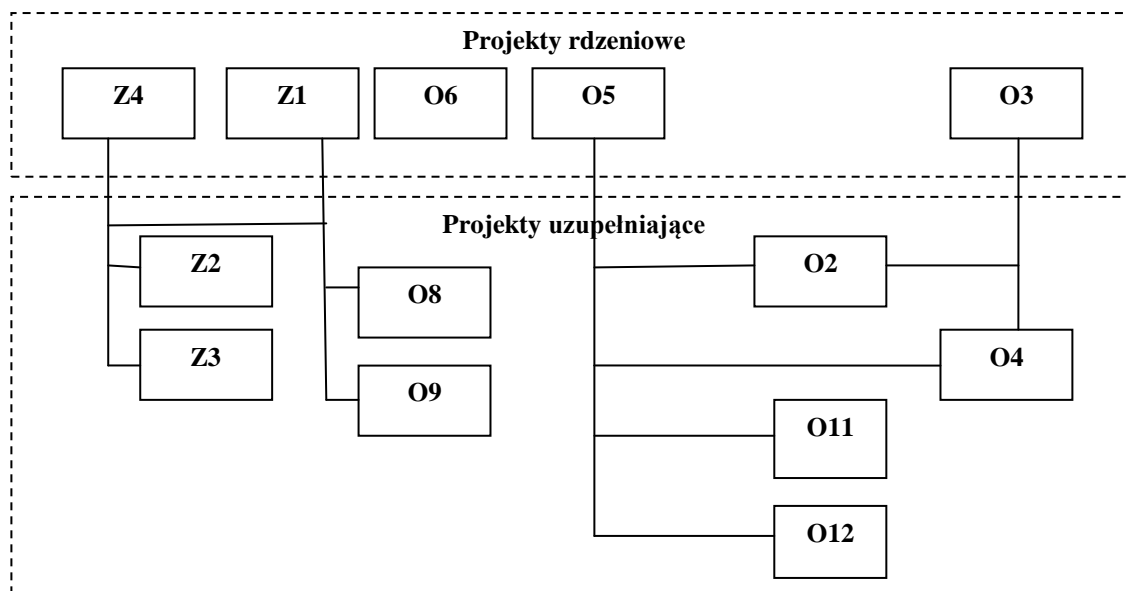 Projekty rdzeniowe
Z4 Z1 O6 O5 O3
Projekty uzupełniające
Z2 O2
O8
Z3 O4
O9
O11
O12